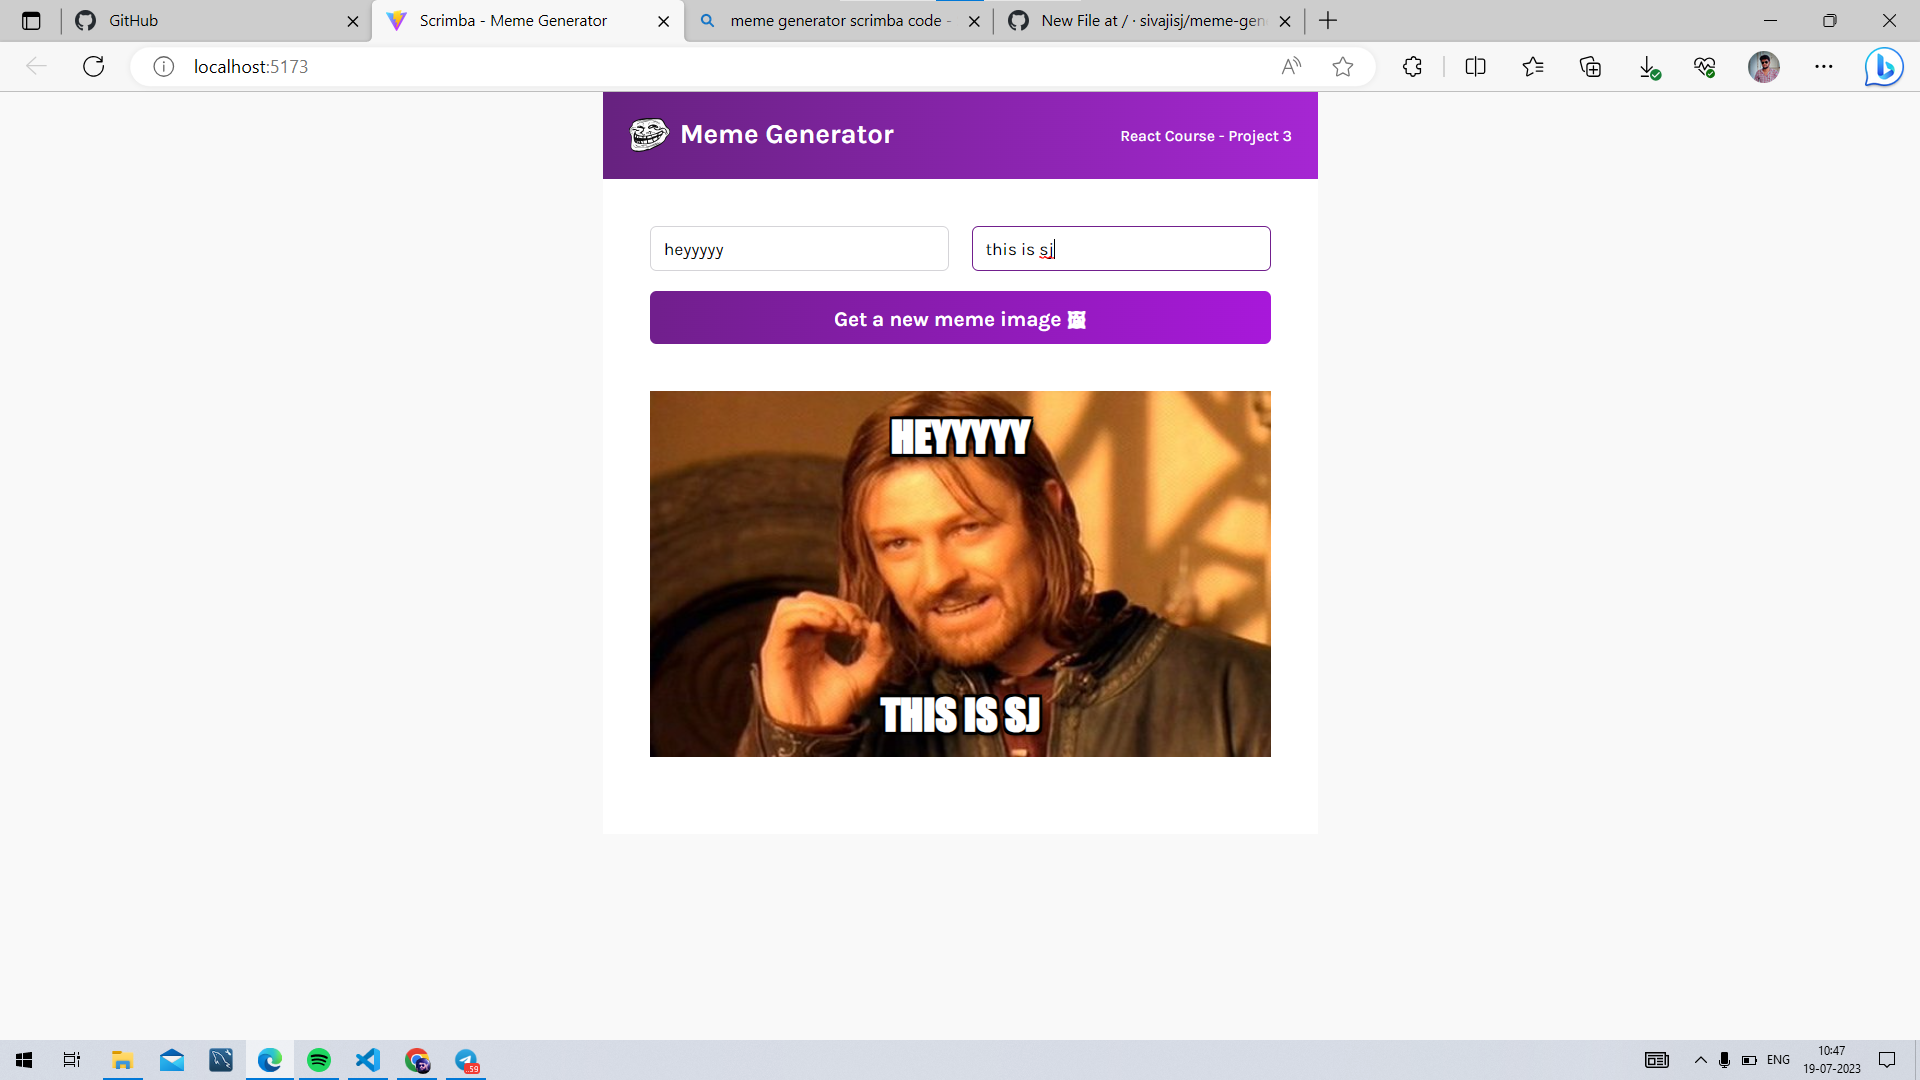 GitHub
Scrimba - Meme Generator
meme generator scrimba code -
New File at / · sivajisj/meme-gen
localhost:5173
Meme Generator
React Course - Project 3
heyyyyy
this is sj
Get a new meme image
HEYYYYY
THIS IS SJ
59
ENG
10:47
19-07-2023